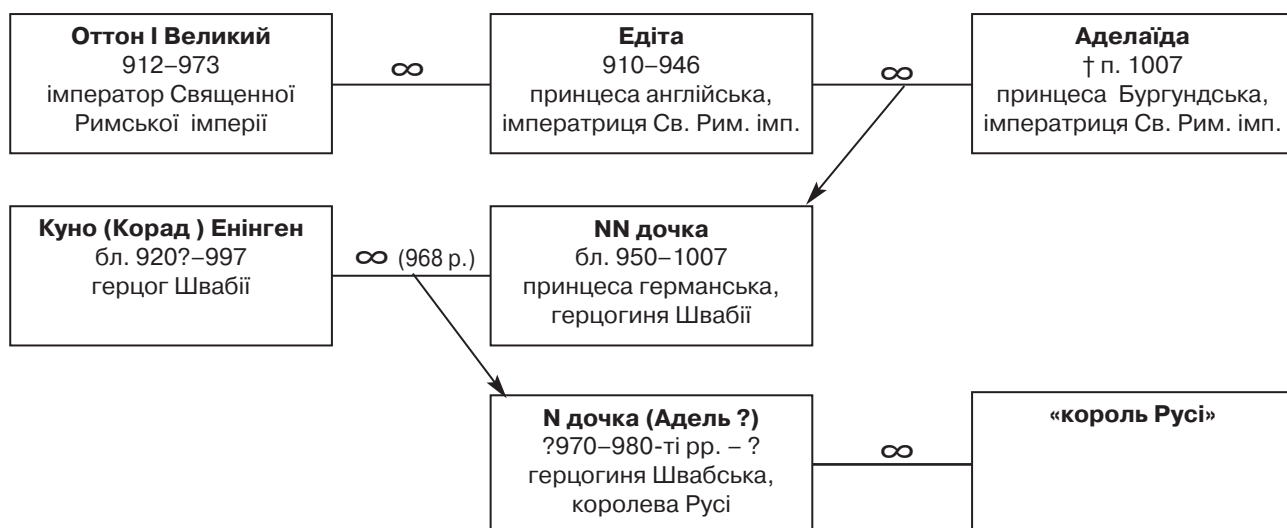 Оттон І Великий
912–973
імператор Священної
Римської імперії
∞
Едіта
910–946
принцеса англійська,
імператриця Св. Рим. імп.
∞
Аделаїда
† п. 1007
принцеса Бургундська,
імператриця Св. Рим. імп.
Куно (Корад ) Енінген
бл. 920?–997
герцог Швабії
∞ (968 р.)
NN дочка
бл. 950–1007
принцеса германська,
герцогиня Швабії
N дочка (Адель ?)
?970–980-ті рр. – ?
герцогиня Швабська,
королева Русі
∞
«король Русі»